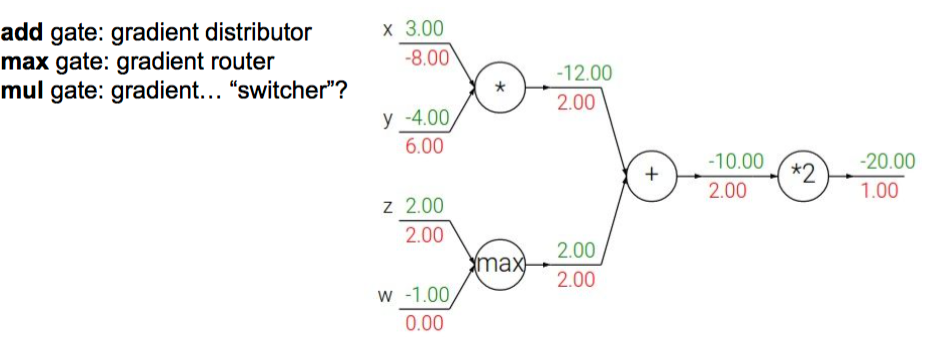 add gate: gradient distributor
max gate: gradient router
mul gate: gradient... “switcher”?
x 3.00
-8.00
y -4.00
6.00
*
-12.00
2.00
z 2.00
2.00
w -1.00
0.00
max
2.00
2.00
+
-10.00
2.00
*2
-20.00
1.00